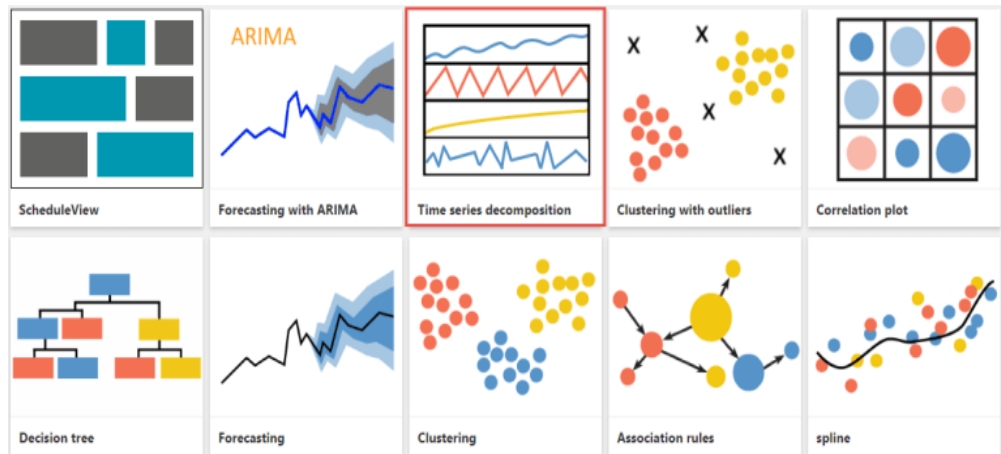 ARIMA
X
X
X
X
ScheduleView
Forecasting with ARIMA
Time series decomposition
Clustering with outliers
Correlation plot
Decision tree
Forecasting
Clustering
Association rules
spline